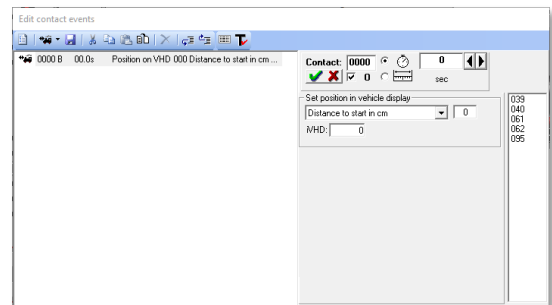 Edit contact events
0000 B 00.0s Position on VHD 000 Distance to start in cm ...
Contact: 0000 0
0 sec
Set position in vehicle display
Distance to start in cm 0
iVHD: 0
039
040
061
062
095